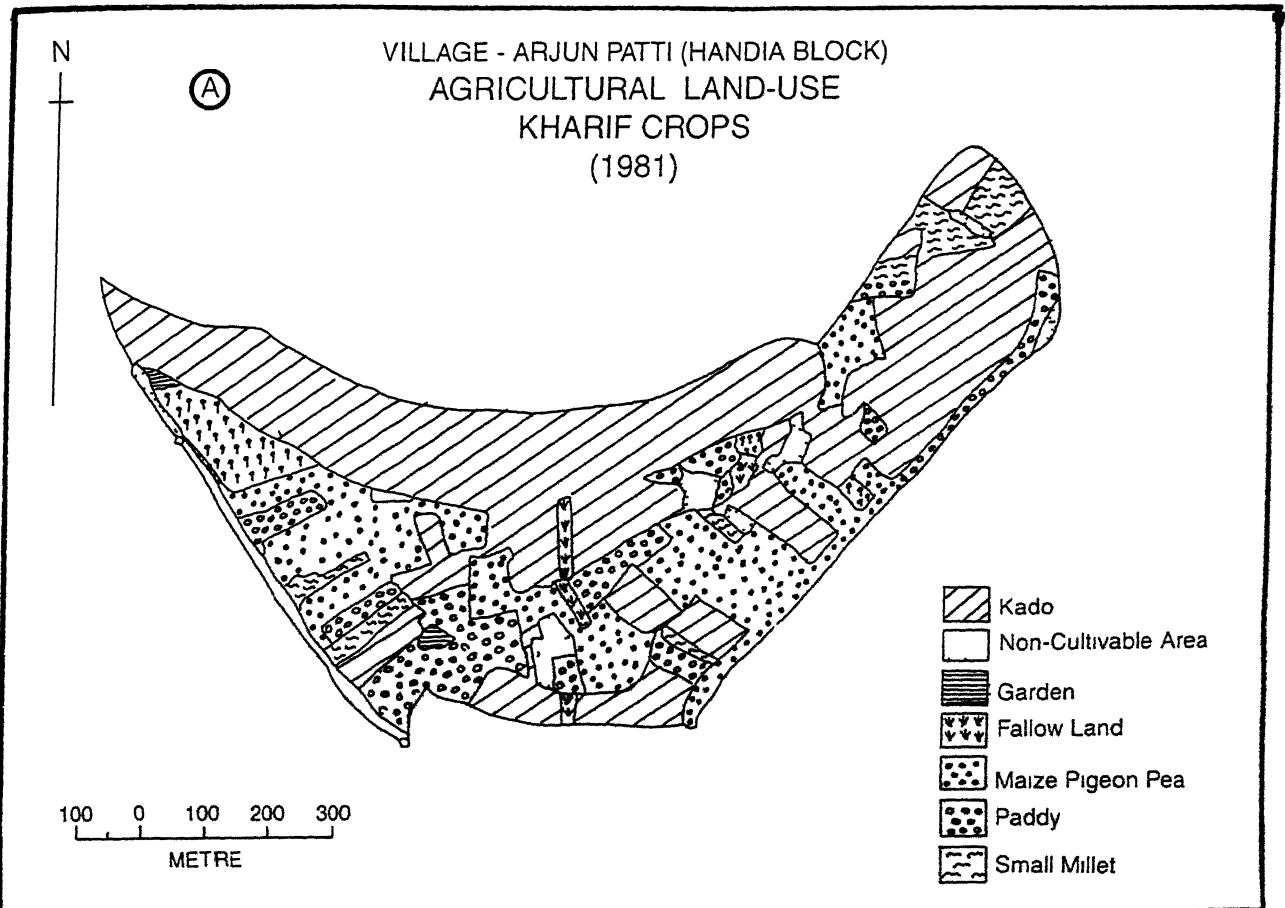 N
A
VILLAGE - ARJUN PATTI (HANDIA BLOCK)
AGRICULTURAL LAND-USE
KHARIF CROPS
(1981)
Kado
Non-Cultivable Area
Garden
Fallow Land
Maize Pigeon Pea
Paddy
Small Millet
100 0 100 200 300
METRE